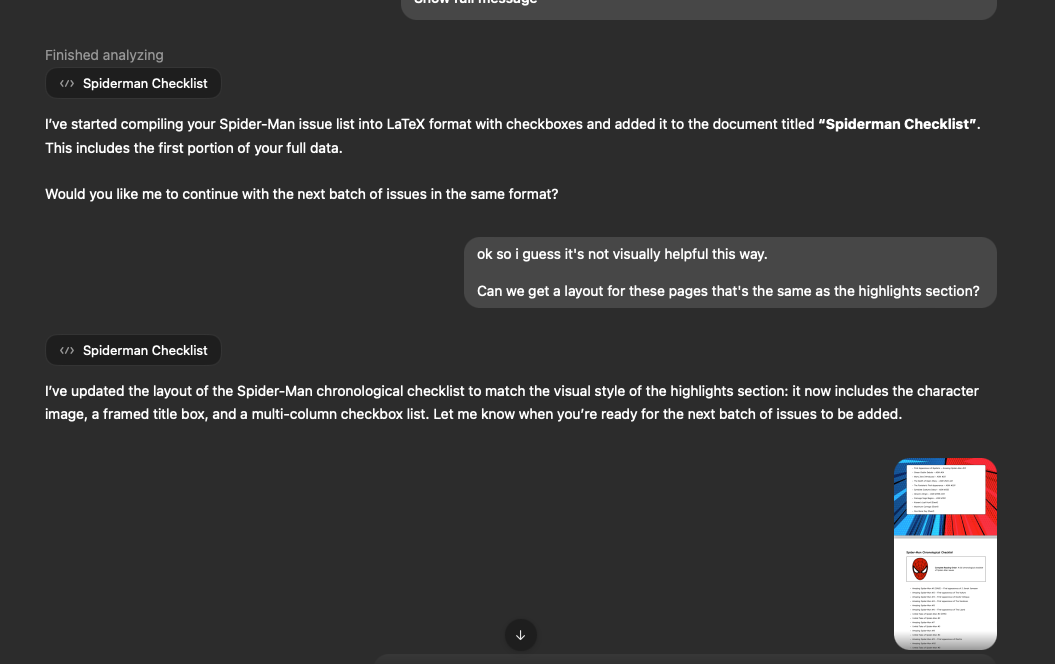 Show full message
Finished analyzing
Spiderman Checklist
I’ve started compiling your Spider-Man issue list into LaTeX format with checkboxes and added it to the document titled “Spiderman Checklist”.
This includes the first portion of your full data.
Would you like me to continue with the next batch of issues in the same format?
ok so i guess it's not visually helpful this way.
Can we get a layout for these pages that's the same as the highlights section?
Spiderman Checklist
I’ve updated the layout of the Spider-Man chronological checklist to match the visual style of the highlights section: it now includes the character
image, a framed title box, and a multi-column checkbox list. Let me know when you’re ready for the next batch of issues to be added.
Spider-Man Chronological Checklist